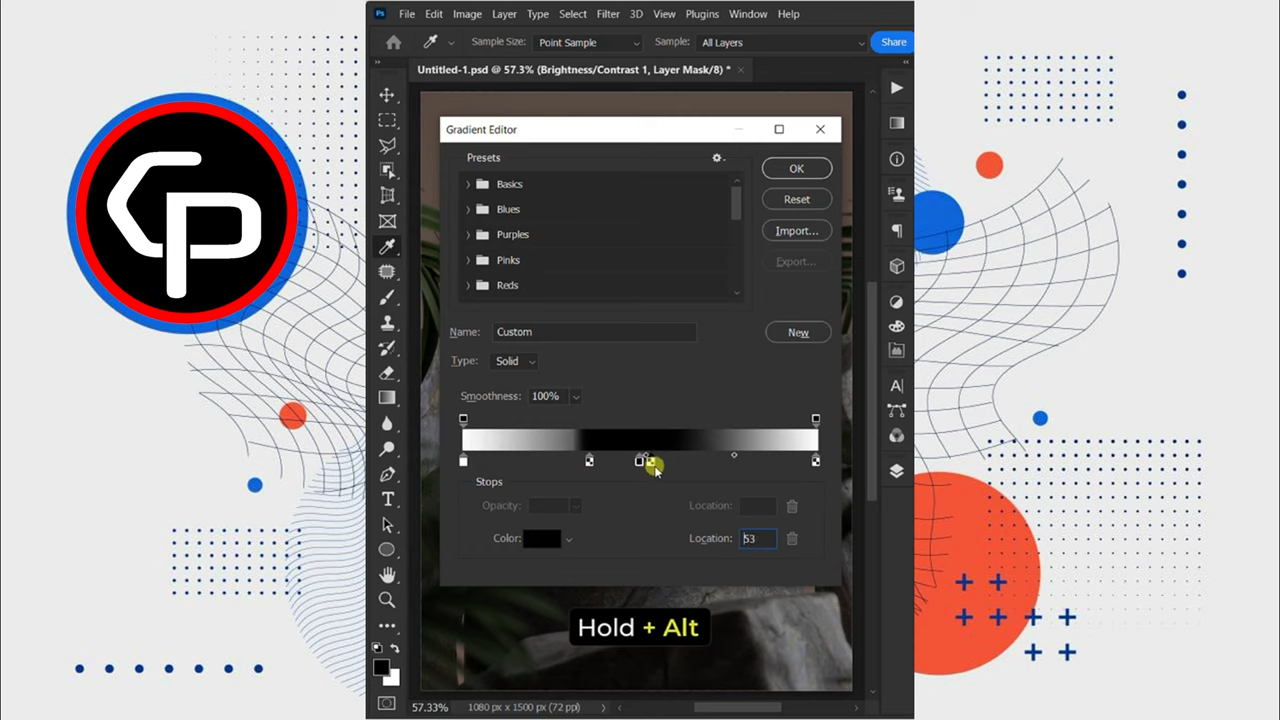 Ps File Edit Image Layer Type Select Filter 3D View Plugins Window Help
Sample Size: Point Sample Sample: All Layers Share
Untitled-1.psd @ 57.3% (Brightness/Contrast 1, Layer Mask/8) *
Gradient Editor
Presets
Basics
Blues
Purples
Pinks
Reds
OK
Reset
Import...
Export...
Name: Custom New
Type: Solid
Smoothness: 100%
Stops
Opacity: Location:
Color: Location: 53
Hold + Alt
57.33% 1080 px x 1500 px (72 ppi)
CP